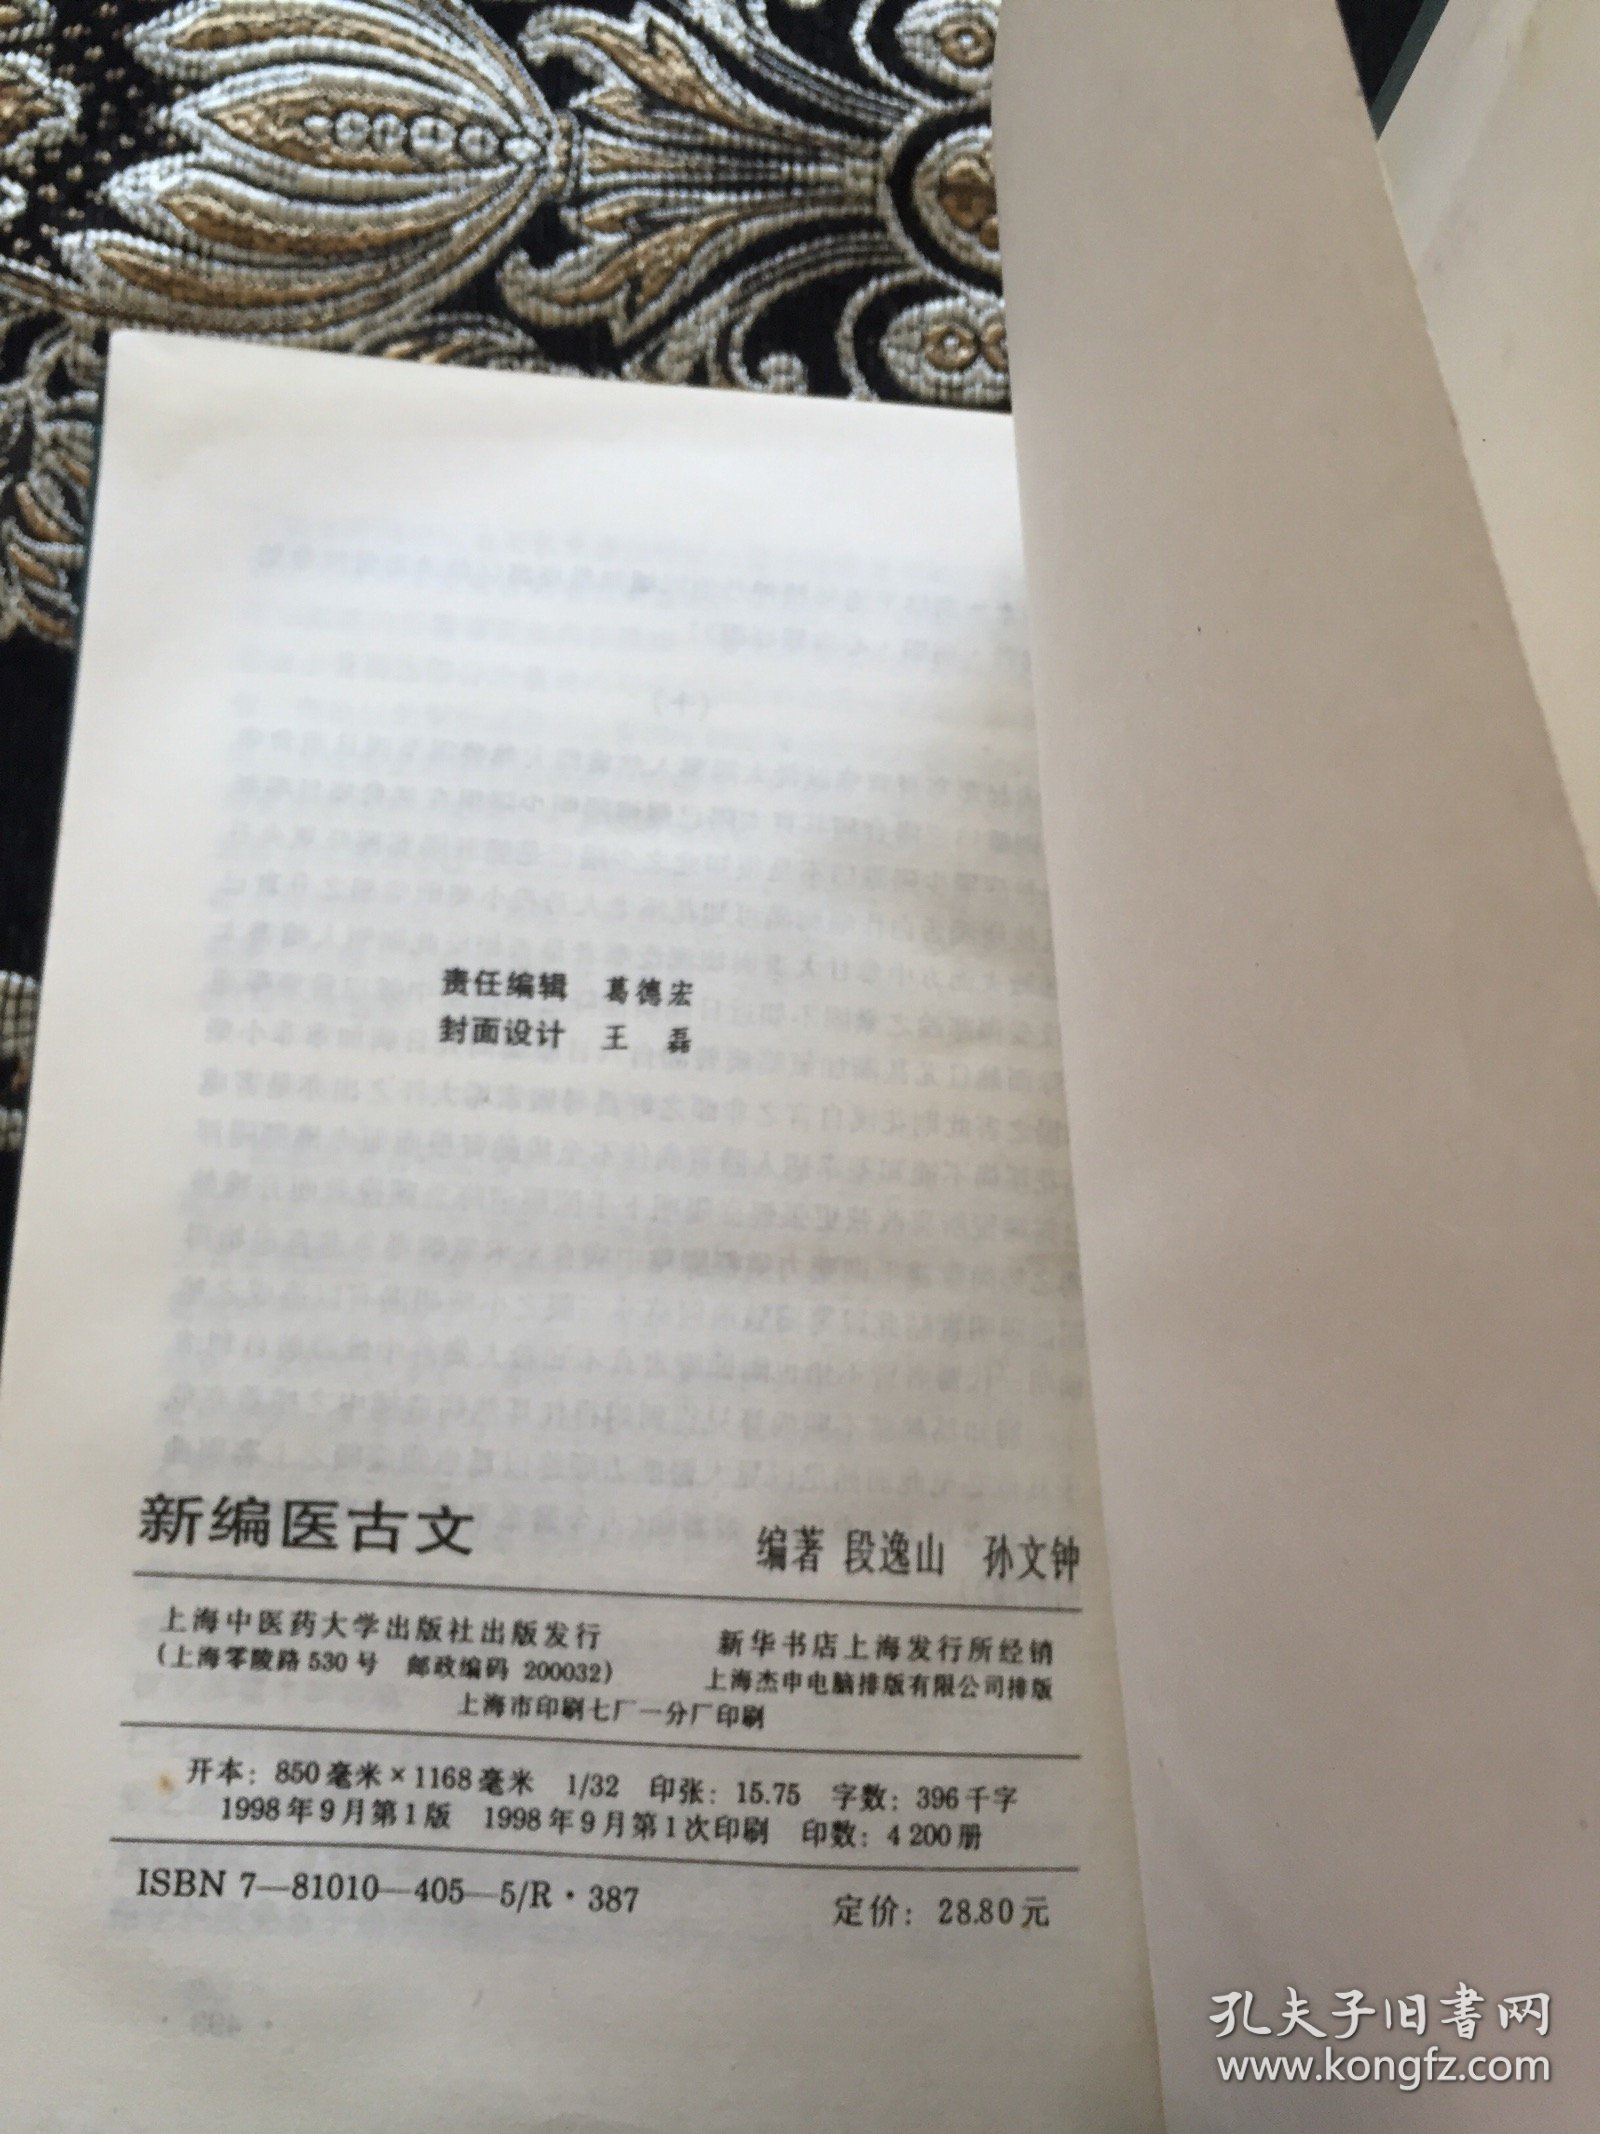 责任编辑 葛德宏
封面设计 王 磊
新编医古文
编著 段逸山 孙文钟
上海中医药大学出版社出版发行
(上海零陵路530号 邮政编码 200032)
新华书店上海发行所经销
上海杰申电脑排版有限公司排版
上海市印刷七厂一分厂印刷
开本：850毫米×1168毫米 1/32 印张：15.75 字数：396千字
1998年9月第1版 1998年9月第1次印刷 印数：4 200册
ISBN 7—81010—405—5/R·387
定价：28.80元
孔夫子旧书网
www.kongfz.com